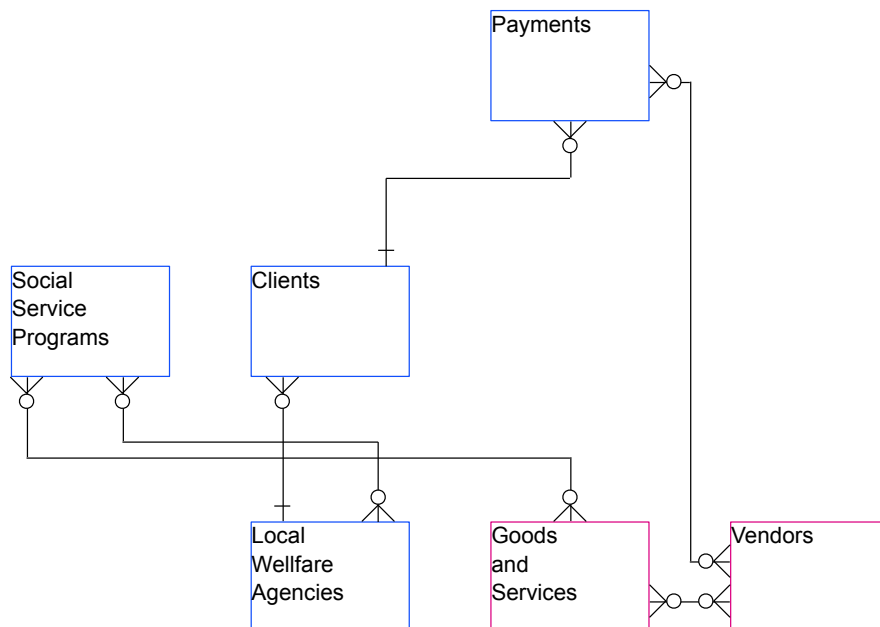 Payments
Social
Service
Programs
Clients
Local
Wellfare
Agencies
Goods
and
Services
Vendors